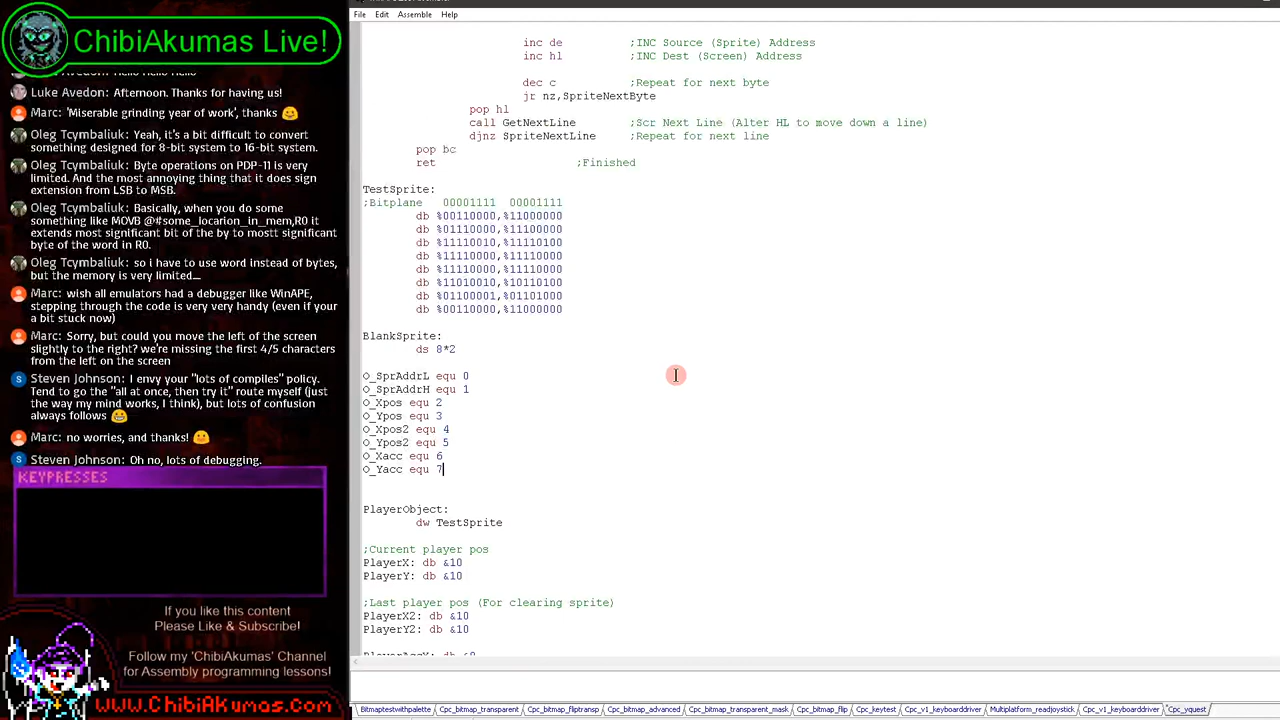 File Edit Assemble Help
ChibiAkumas Live!
Luke Avedon: Afternoon. Thanks for having us!
Marc: 'Miserable grinding year of work', thanks
Oleg Tcymbaliuk: Yeah, it's a bit difficult to convert
something designed for 8-bit system to 16-bit system.
Oleg Tcymbaliuk: Byte operations on PDP-11 is very
limited. And the most annoying thing that it does sign
extension from LSB to MSB.
Oleg Tcymbaliuk: Basically, when you do some
something like MOVB @#some_locarion_in_mem,R0 it
extends most significant bit of the by to mostt significant
byte of the word in R0.
Oleg Tcymbaliuk: so i have to use word instead of bytes,
but the memory is very limited...
Marc: wish all emulators had a debugger like WinAPE,
stepping through the code is very very handy (even if your
a bit stuck now)
Marc: Sorry, but could you move the left of the screen
slightly to the right? we're missing the first 4/5 characters
from the left on the screen
S Steven Johnson: I envy your "lots of compiles" policy.
Tend to go the "all at once, then try it" route myself (just
the way my mind works, I think), but lots of confusion
always follows
Marc: no worries, and thanks!
S Steven Johnson: Oh no, lots of debugging.
KEYPRESSES
If you like this content
Please Like & Subscribe!
Follow my 'ChibiAkumas' Channel
for Assembly programming lessons!
www.ChibiAkumas.com
inc de ;INC Source (Sprite) Address
inc hl ;INC Dest (Screen) Address
dec c ;Repeat for next byte
jr nz,SpriteNextByte
pop hl
call GetNextLine ;Scr Next Line (Alter HL to move down a line)
djnz SpriteNextLine ;Repeat for next line
pop bc
ret ;Finished
TestSprite:
;Bitplane 00001111 00001111
db %00110000,%11000000
db %01110000,%11100000
db %11110010,%11110100
db %11110000,%11110000
db %11110000,%11110000
db %11010010,%10110100
db %01100001,%01101000
db %00110000,%11000000
BlankSprite:
ds 8*2
O_SprAddrL equ 0
O_SprAddrH equ 1
O_Xpos equ 2
O_Ypos equ 3
O_Xpos2 equ 4
O_Ypos2 equ 5
O_Xacc equ 6
O_Yacc equ 7
PlayerObject:
dw TestSprite
;Current player pos
PlayerX: db &10
PlayerY: db &10
;Last player pos (For clearing sprite)
PlayerX2: db &10
PlayerY2: db &10
PlayerAccX: db &0
Bitmaptestwithpalette Cpc_bitmap_transparent Cpc_bitmap_fliptransp Cpc_bitmap_advanced Cpc_bitmap_transparent_mask Cpc_bitmap_flip Cpc_keytest Cpc_v1_keyboarddriver Multiplatform_readjoystick Cpc_v1_keyboarddriver *Cpc_yquest